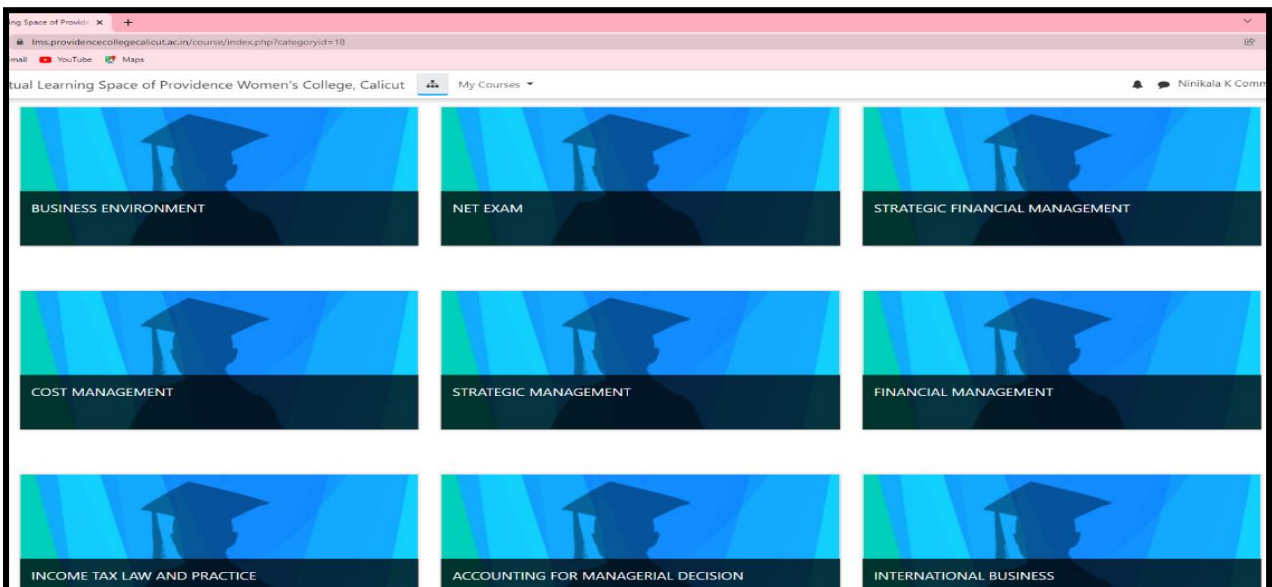 ing Space of Provid
lms.providencecollegecalicut.ac.in/course/index.php?categoryid=18
mail YouTube Maps
tual Learning Space of Providence Women's College, Calicut My Courses Ninikala K Comm
BUSINESS ENVIRONMENT NET EXAM STRATEGIC FINANCIAL MANAGEMENT
COST MANAGEMENT STRATEGIC MANAGEMENT FINANCIAL MANAGEMENT
INCOME TAX LAW AND PRACTICE ACCOUNTING FOR MANAGERIAL DECISION INTERNATIONAL BUSINESS